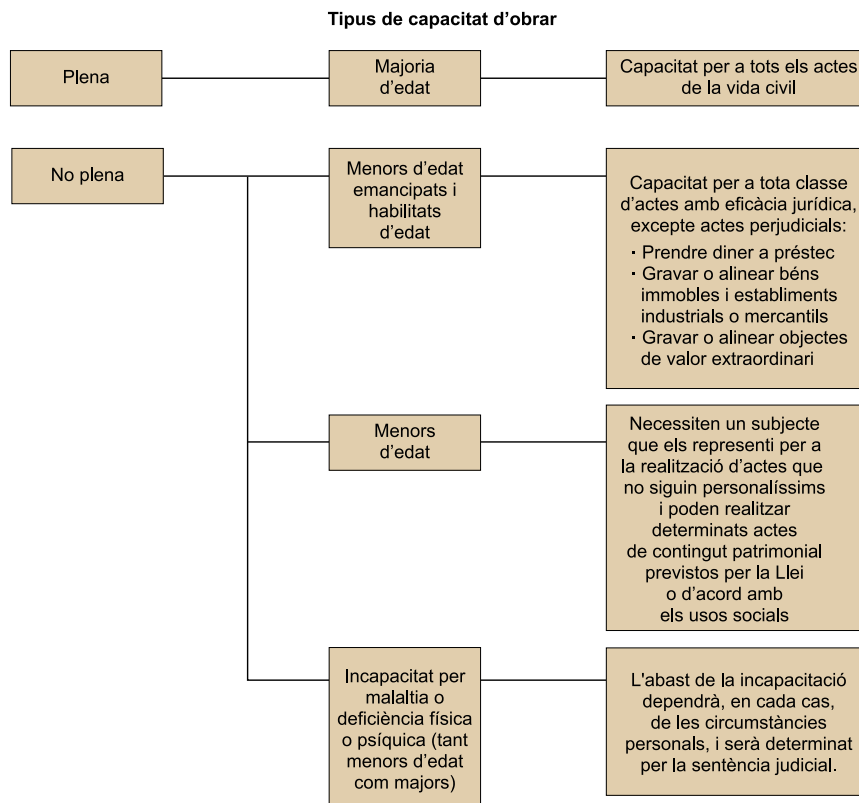 Tipus de capacitat d'obrar
Plena
Majoria
d'edat
Capacitat per a tots els actes
de la vida civil
No plena
Menors d'edat
emancipats i
habilitats
d'edat
Capacitat per a tota classe
d'actes amb eficàcia jurídica,
excepte actes perjudicials:
· Prendre diner a préstec
· Gravar o alinear béns
immobles i establiments
industrials o mercantils
· Gravar o alinear objectes
de valor extraordinari
Menors
d'edat
Necessiten un subjecte
que els representi per a
la realització d'actes que
no siguin personalíssims
i poden realitzar
determinats actes
de contingut patrimonial
previstos per la Llei
o d'acord amb
els usos socials
Incapacitat per
malaltia o
deficiència física
o psíquica (tant
menors d'edat
com majors)
L'abast de la incapacitació
dependrà, en cada cas,
de les circumstàncies
personals, i serà determinat
per la sentència judicial.